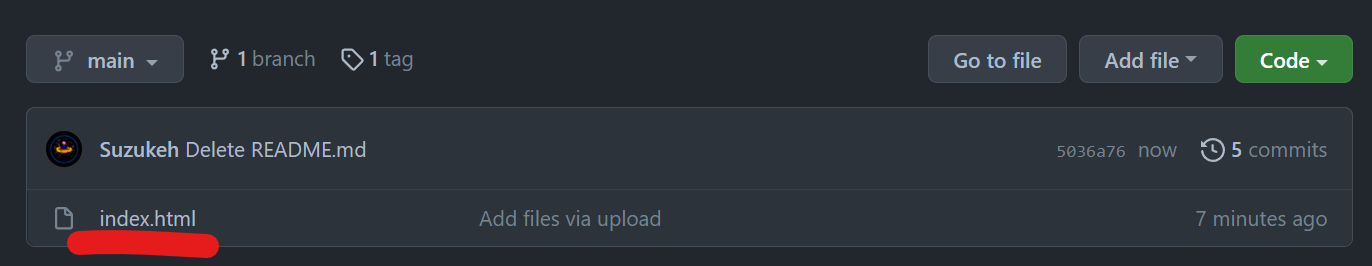 main 1 branch 1 tag Go to file Add file Code
Suzukeh Delete README.md 5036a76 now 5 commits
index.html Add files via upload 7 minutes ago